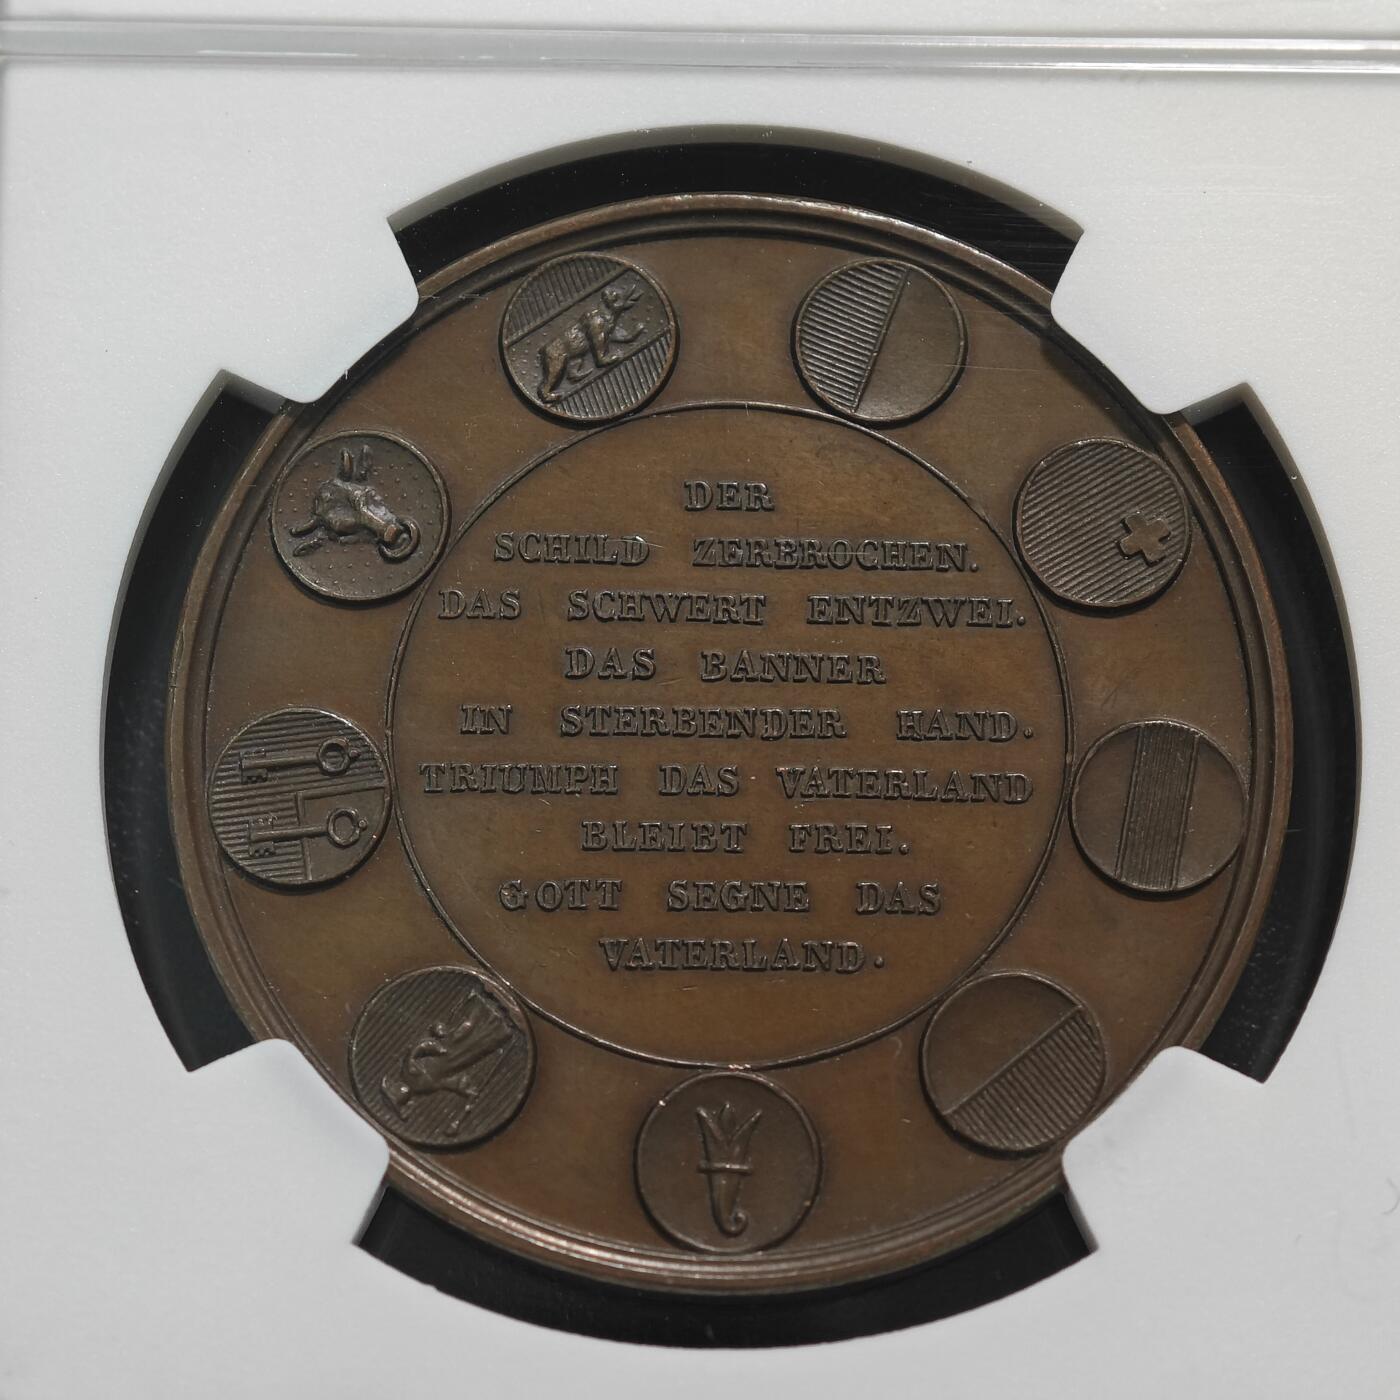 DER
SCHILD ZERBROCHEN.
DAS SCHWERT ENTZWEI.
DAS BANNER
IN STERBENDER HAND.
TRIUMPH DAS VATERLAND
BLEIBT FREI.
GOTT SEGNE DAS
VATERLAND.